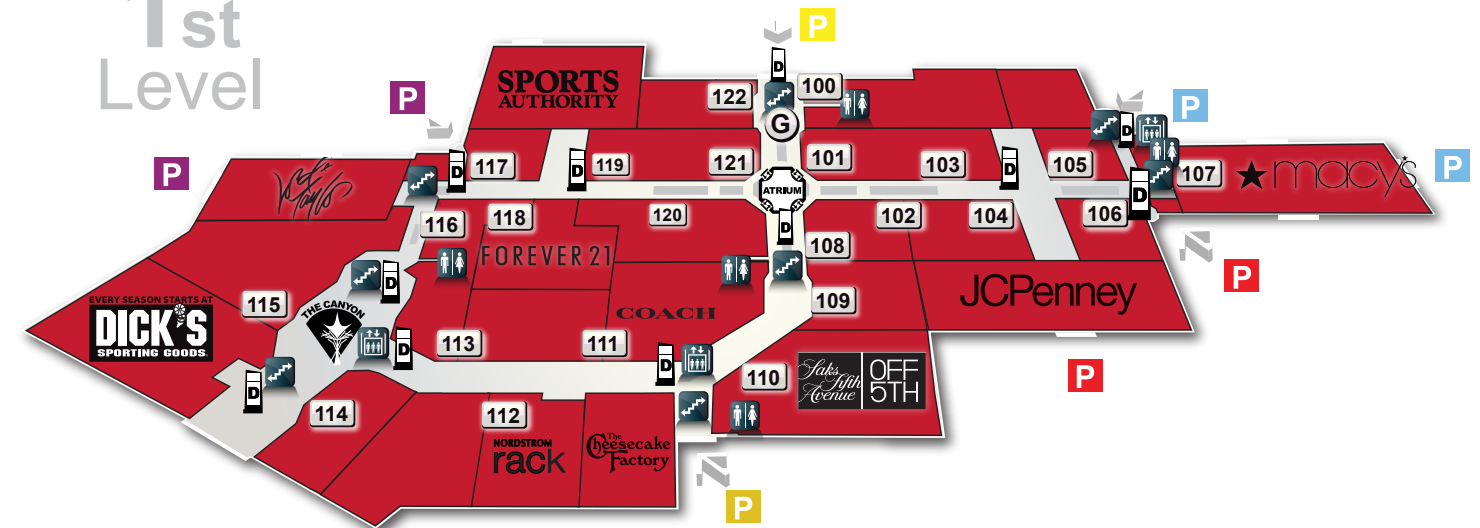 1st
Level
P
P
P
P
P
P
P
P
SPORTS
AUTHORITY
122
D
100
G
117
D
119
D
121
101
103
D
105
D
107
macy's
ATRIUM
Lord & Taylor
116
118
120
102
104
106
D
FOREVER 21
D
108
EVERY SEASON STARTS AT
DICK'S
SPORTING GOODS.
115
THE CANYON
D
COACH
109
JCPenney
D
113
111
D
110
Saks
Fifth
Avenue
OFF
5TH
D
114
112
NORDSTROM
rack
The
Cheesecake
Factory